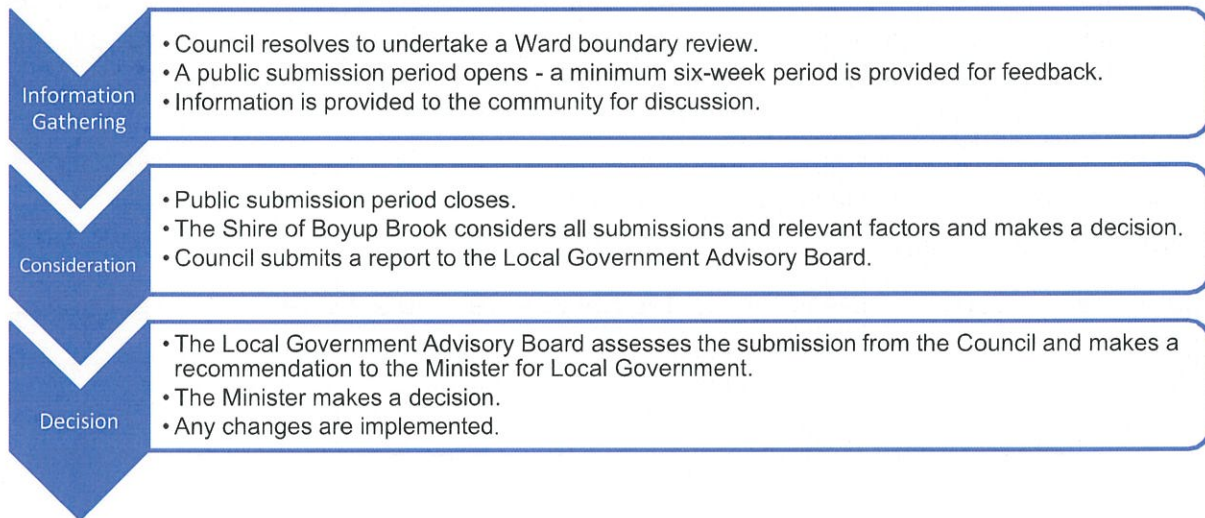 Information
Gathering
• Council resolves to undertake a Ward boundary review.
• A public submission period opens - a minimum six-week period is provided for feedback.
• Information is provided to the community for discussion.
Consideration
• Public submission period closes.
• The Shire of Boyup Brook considers all submissions and relevant factors and makes a decision.
• Council submits a report to the Local Government Advisory Board.
Decision
• The Local Government Advisory Board assesses the submission from the Council and makes a
recommendation to the Minister for Local Government.
• The Minister makes a decision.
• Any changes are implemented.